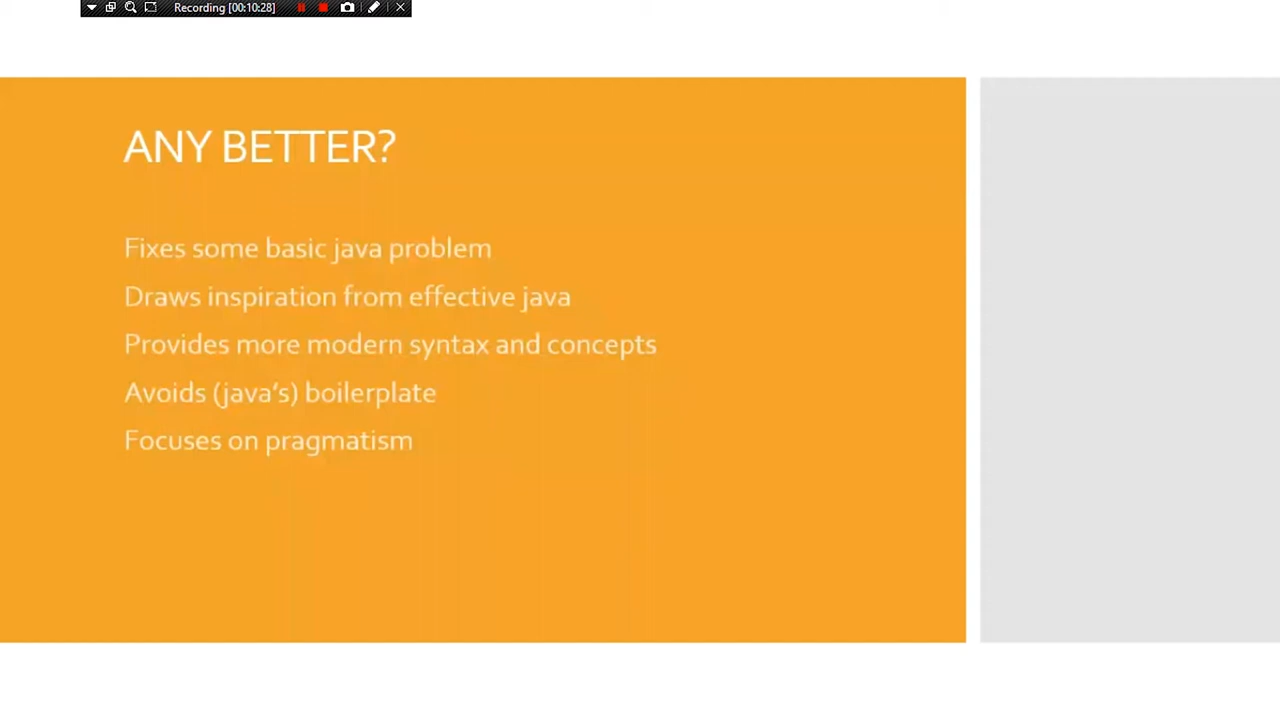 Recording [00:10:28]
ANY BETTER?
Fixes some basic java problem
Draws inspiration from effective java
Provides more modern syntax and concepts
Avoids (java's) boilerplate
Focuses on pragmatism